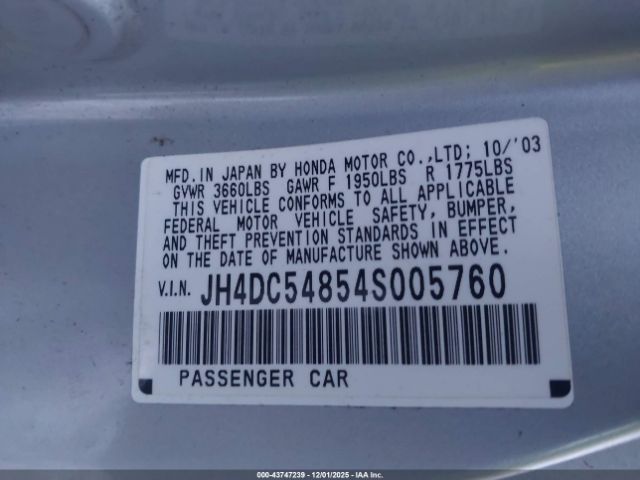 MFD. IN JAPAN BY HONDA MOTOR CO.,LTD; 10/'03
GVWR 3660LBS GAWR F 1950LBS R 1775LBS
THIS VEHICLE CONFORMS TO ALL APPLICABLE
FEDERAL MOTOR VEHICLE SAFETY, BUMPER,
AND THEFT PREVENTION STANDARDS IN EFFECT
ON THE DATE OF MANUFACTURE SHOWN ABOVE.
V.I.N. JH4DC54854S005760
PASSENGER CAR
00-43747239 - 12/01/2025 - IAA Inc.